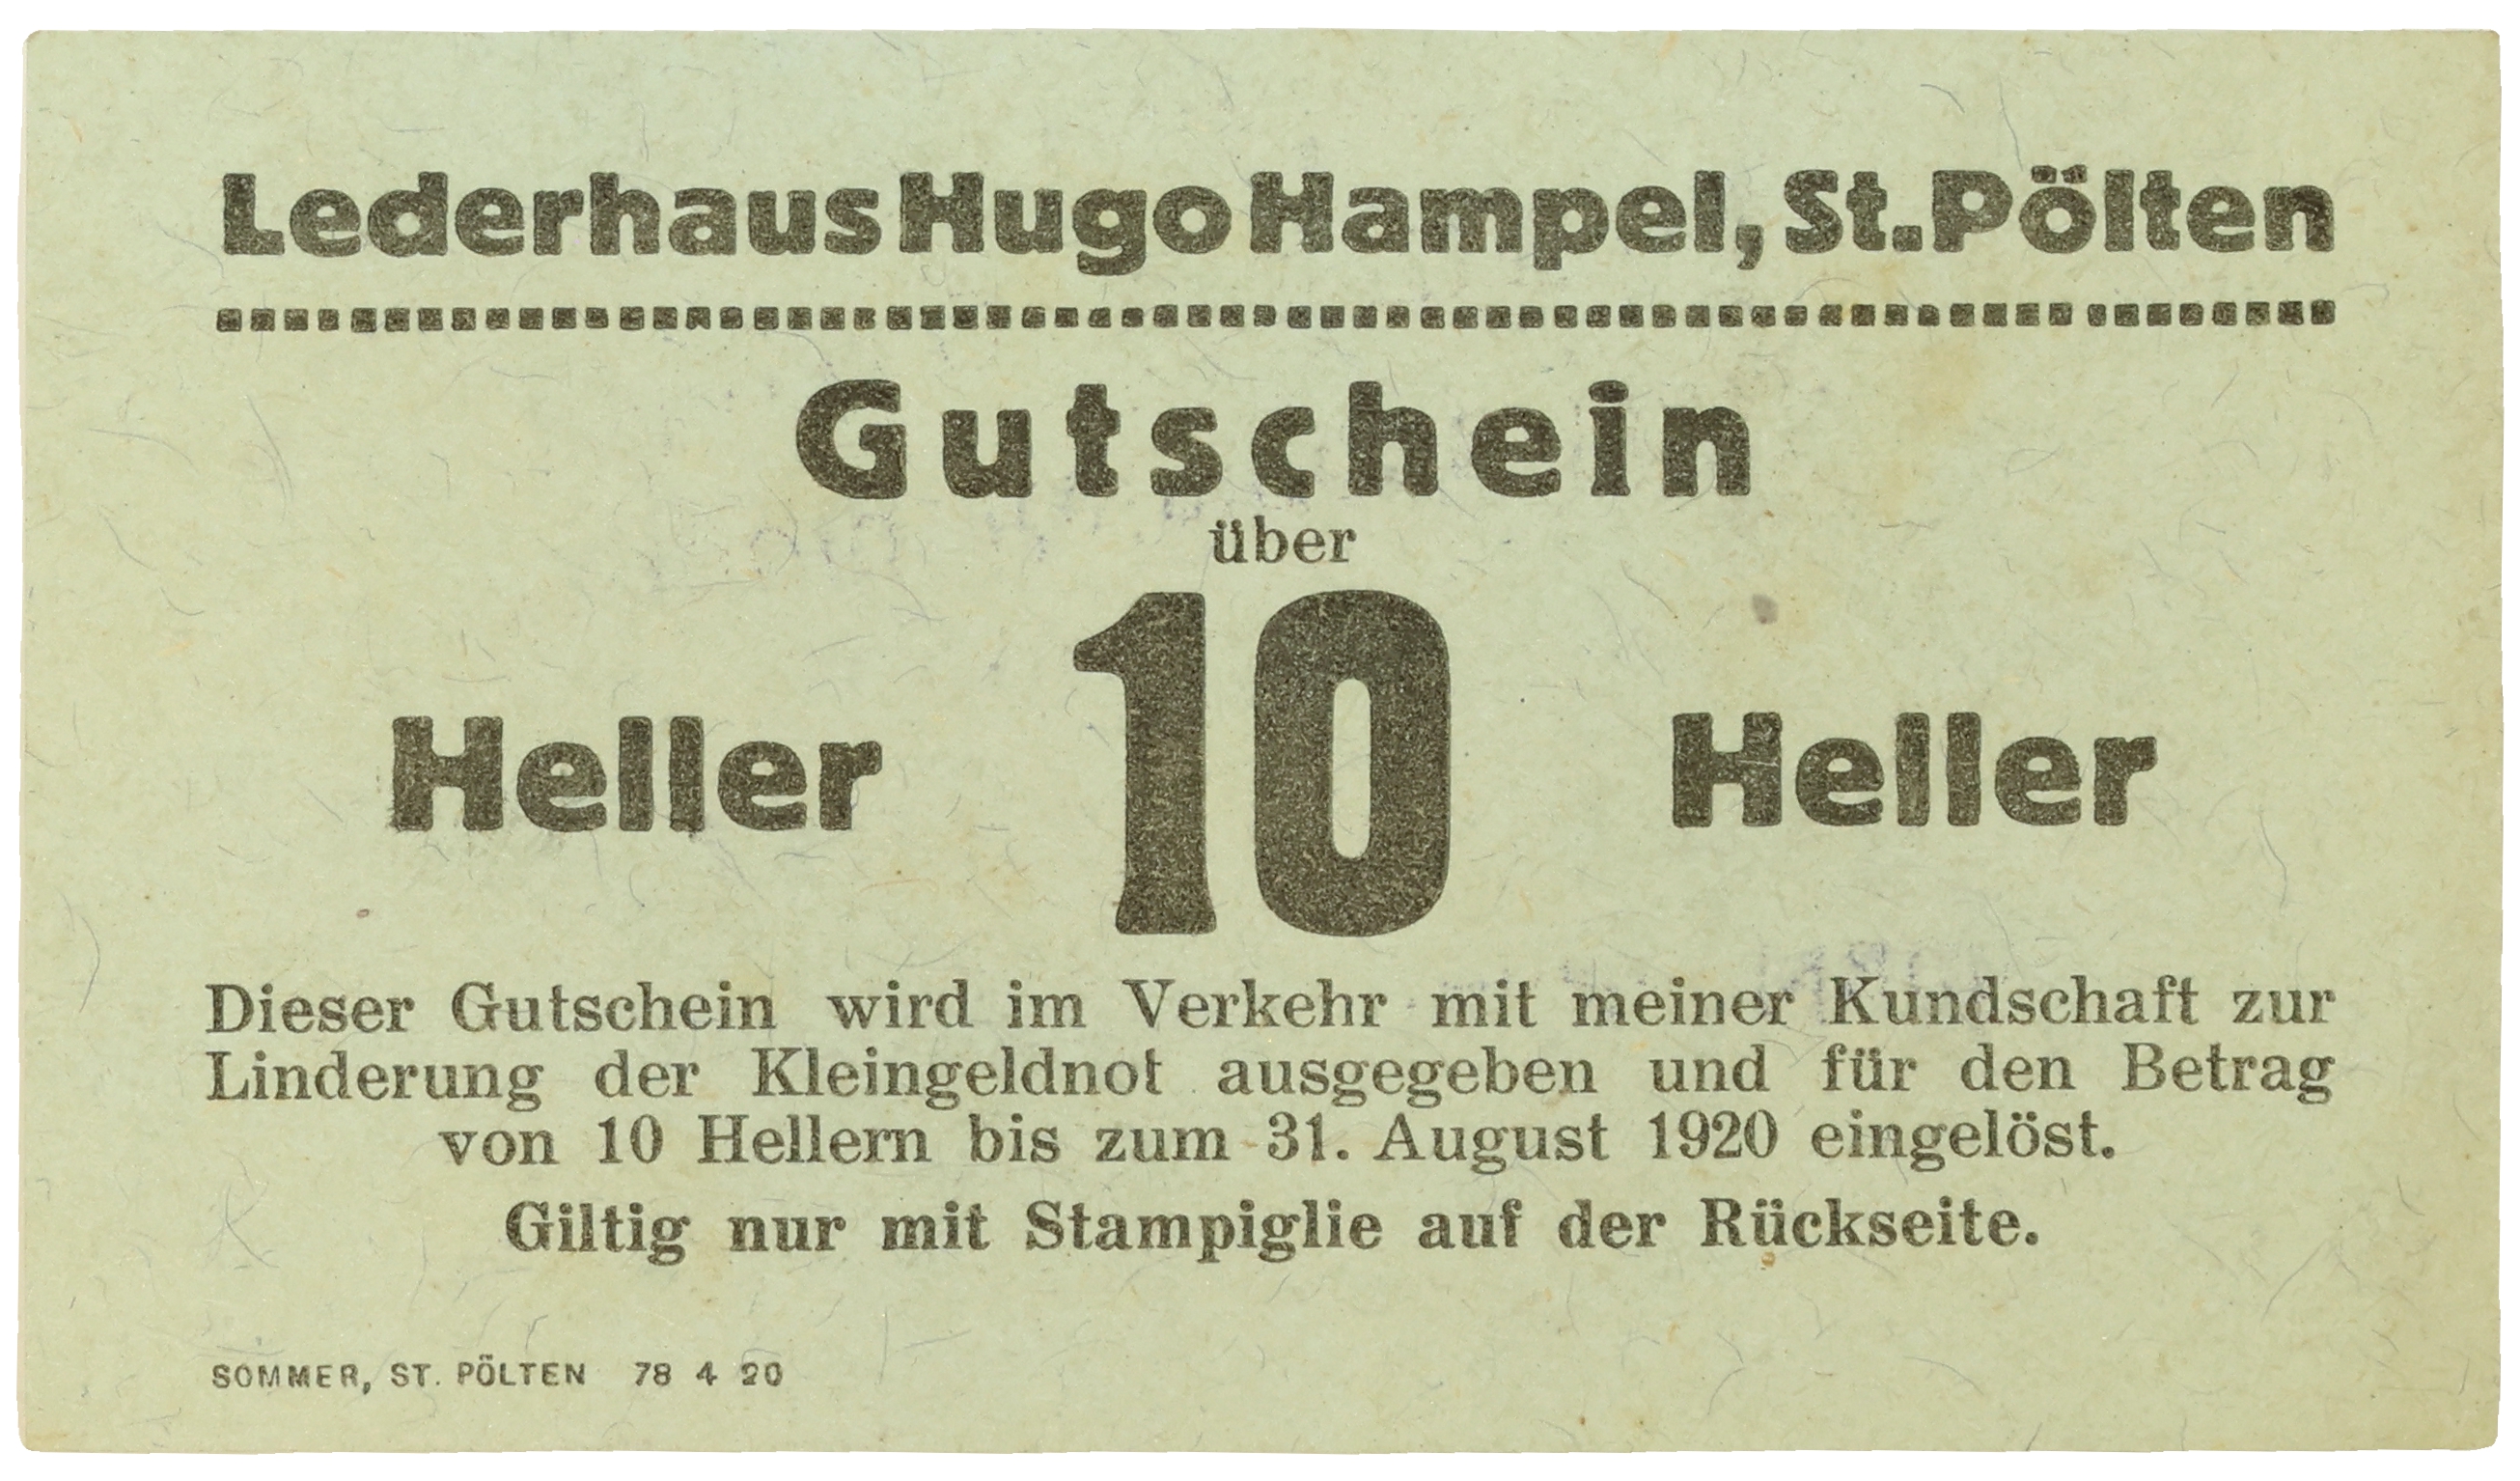 Lederhaus Hugo Hampel, St. Pölten
Gutschein
über
Heller 10 Heller
Dieser Gutschein wird im Verkehr mit meiner Kundschaft zur
Linderung der Kleingeldnot ausgegeben und für den Betrag
von 10 Hellern bis zum 31. August 1920 eingelöst.
Giltig nur mit Stampiglie auf der Rückseite.
SOMMER, ST. PÖLTEN 78 4 20